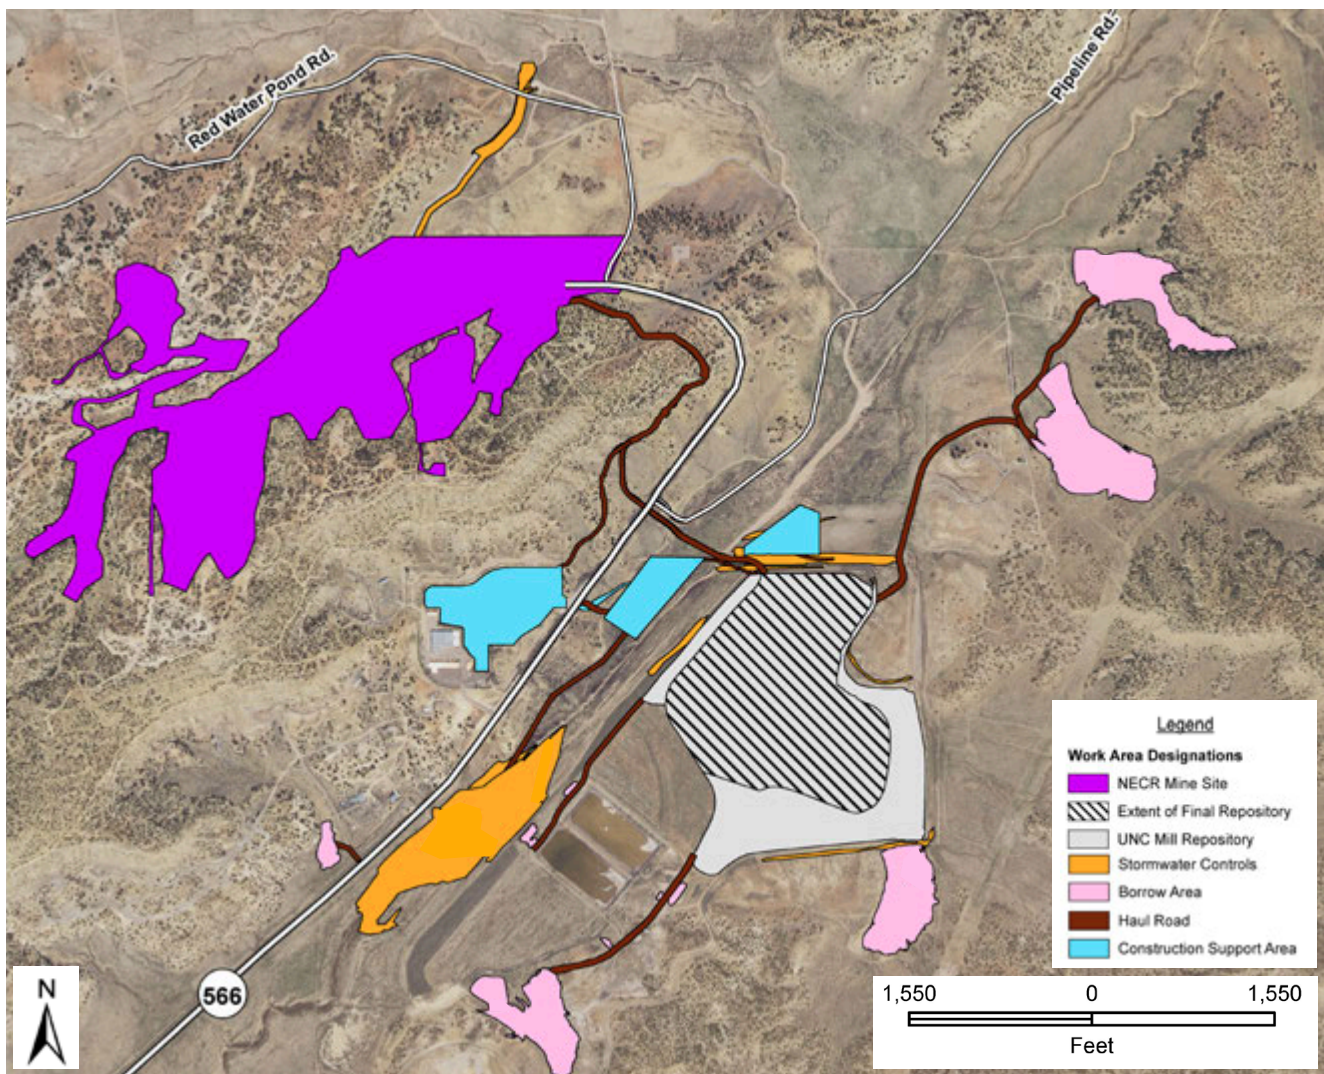 Red Water Pond Rd.
Pipeline Rd.
Legend
Work Area Designations
NECR Mine Site
Extent of Final Repository
UNC Mill Repository
Stormwater Controls
Borrow Area
Haul Road
Construction Support Area
566
N
1,550 0 1,550
Feet